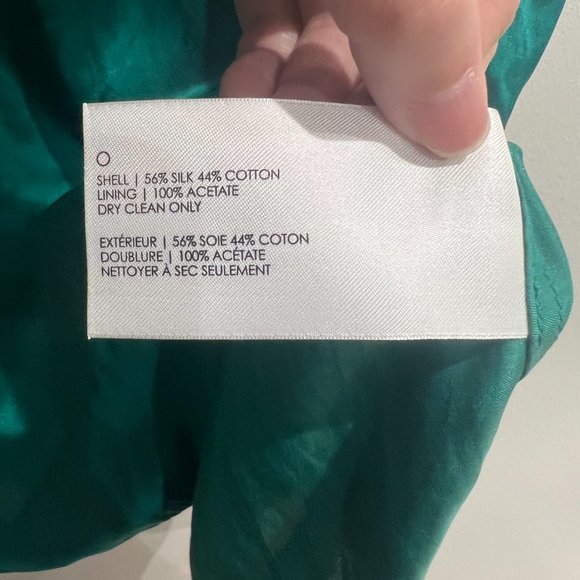 O
SHELL | 56% SILK 44% COTTON
LINING | 100% ACETATE
DRY CLEAN ONLY
EXTÉRIEUR | 56% SOIE 44% COTON
DOUBLURE | 100% ACÉTATE
NETTOYER À SEC SEULEMENT